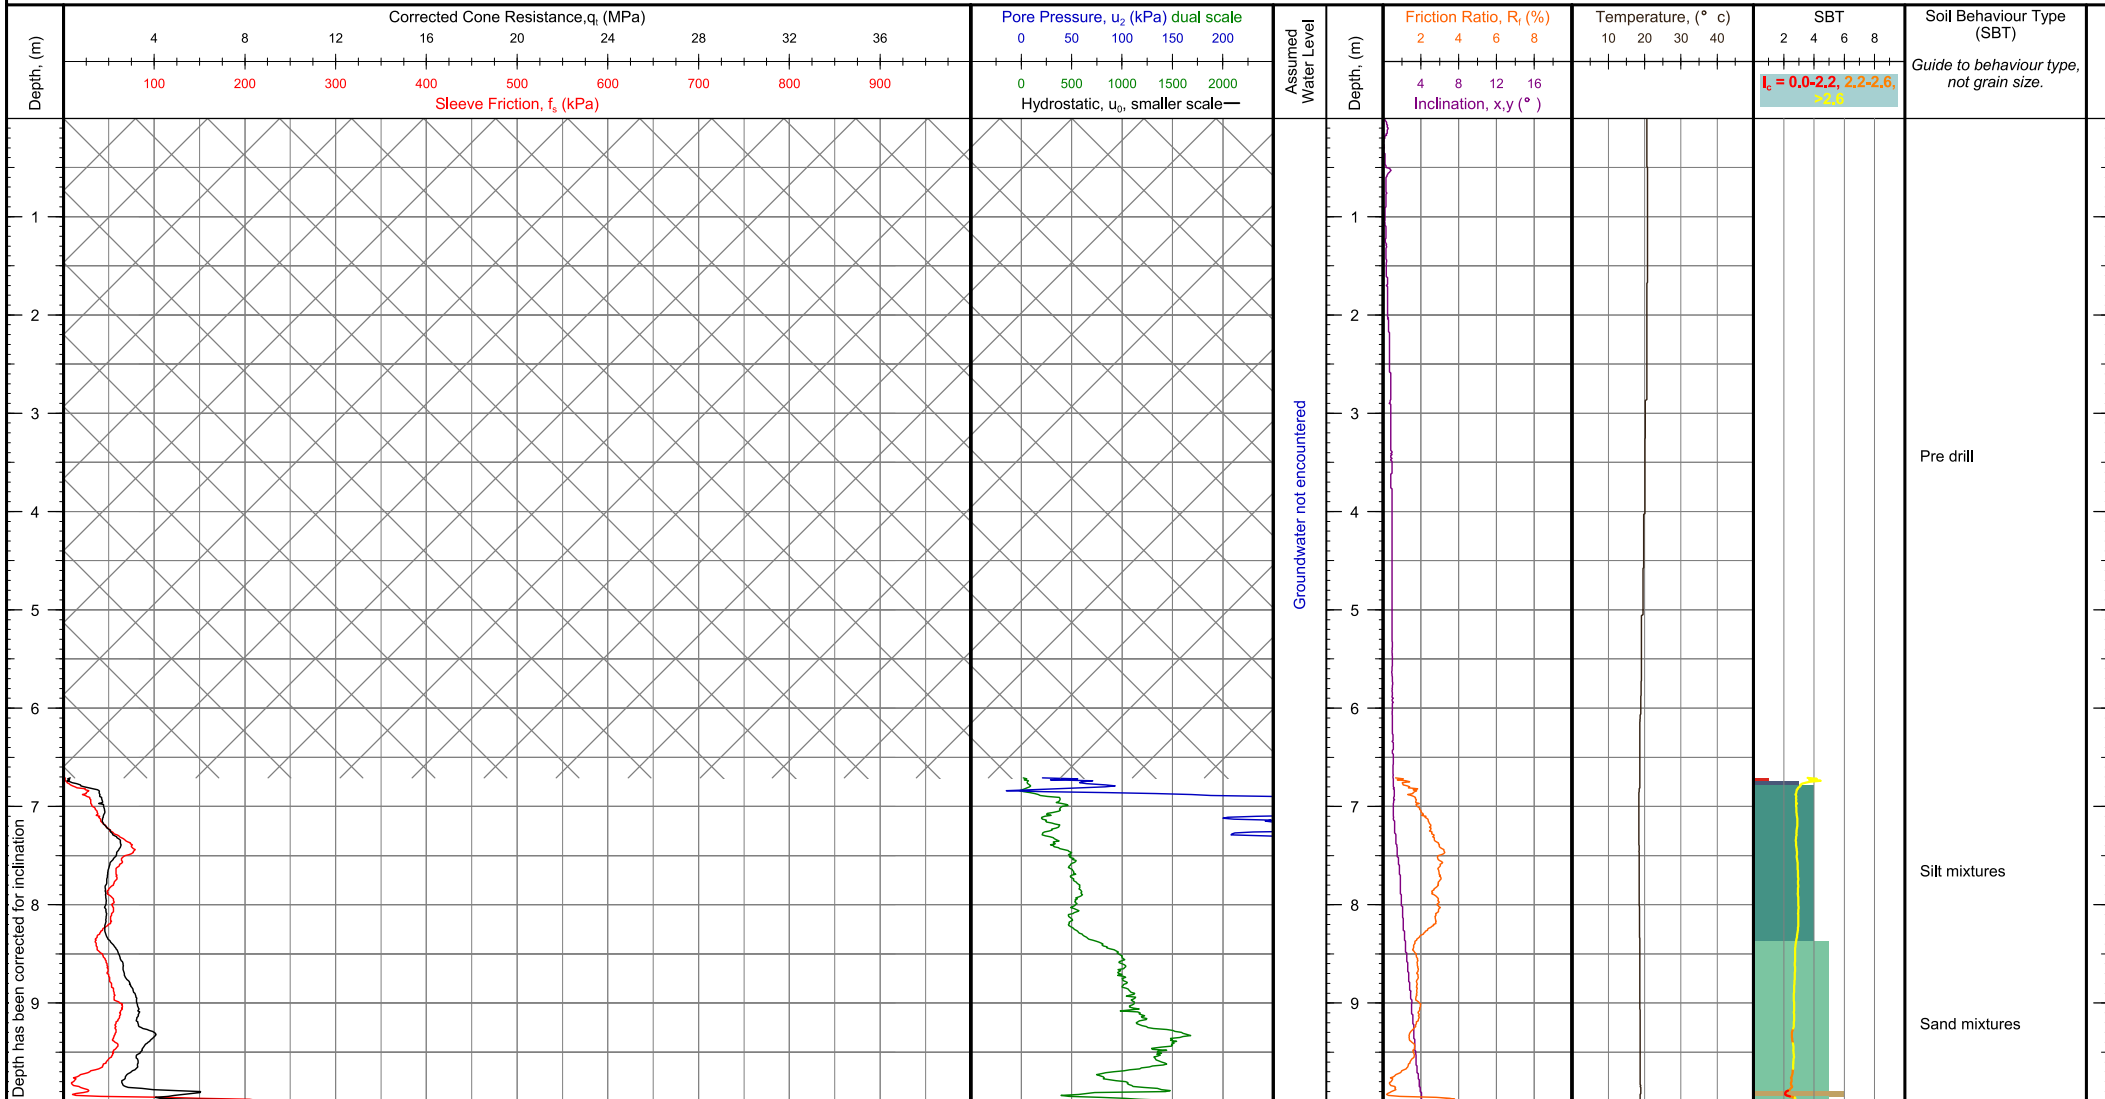 Corrected Cone Resistance,qt (MPa)
4 8 12 16 20 24 28 32 36
100 200 300 400 500 600 700 800 900
Sleeve Friction, fs (kPa)
Depth, (m)
Pore Pressure, u2 (kPa) dual scale
0 50 100 150 200
0 500 1000 1500 2000
Hydrostatic, u0, smaller scale
Assumed
Water Level
Depth, (m)
Friction Ratio, Rf (%)
2 4 6 8
4 8 12 16
Inclination, x,y (°)
Temperature, (° c)
10 20 30 40
SBT
2 4 6 8
Ic = 0.0-2.2, 2.2-2.6,
>2.6
Soil Behaviour Type
(SBT)
Guide to behaviour type,
not grain size.
1
2
3
4
5
6
7
8
9
Depth has been corrected for inclination
Groundwater not encountered
1
2
3
4
5
6
7
8
9
Pre drill
Silt mixtures
Sand mixtures